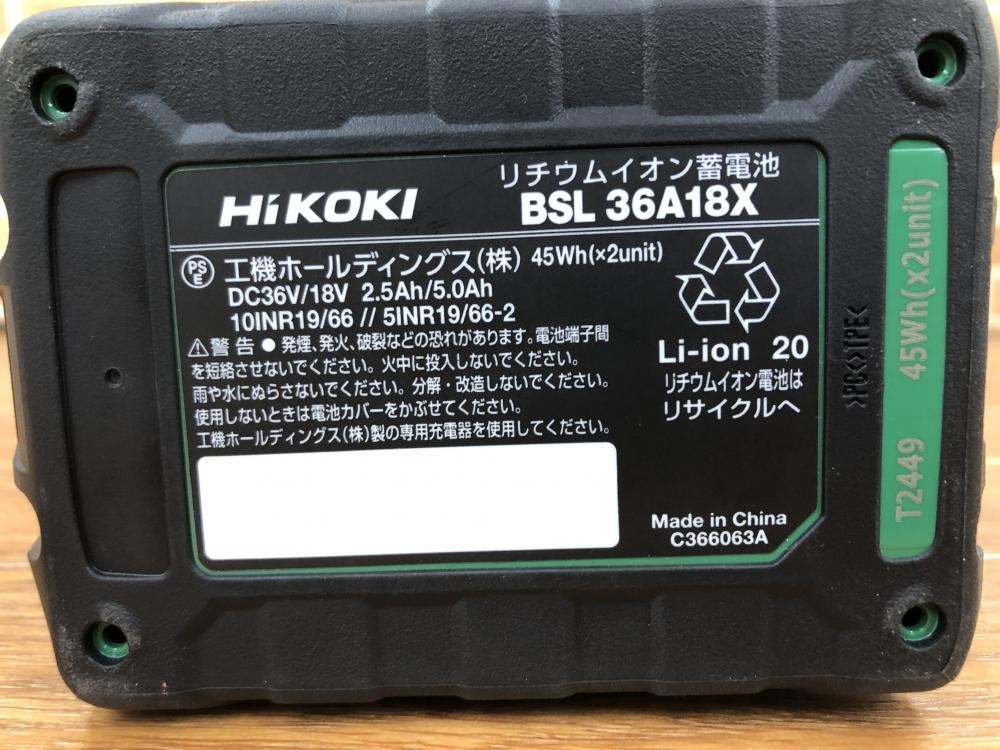 HiKOKI
リチウムイオン蓄電池
BSL 36A18X
PSE 工機ホールディングス(株) 45Wh(×2unit)
DC36V/18V 2.5Ah/5.0Ah
10INR19/66 // 5INR19/66-2
⚠警告 ● 発煙、発火、破裂などの恐れがあります。電池端子間
を短絡させないでください。火中に投入しないでください。
雨や水にぬらさないでください。分解・改造しないでください。
使用しないときは電池カバーをかぶせてください。
工機ホールディングス(株)製の専用充電器を使用してください。
Li-ion 20
リチウムイオン電池は
リサイクルへ
Made in China
C366063A
>PC<>TPE<
T2449 45Wh(x2unit)